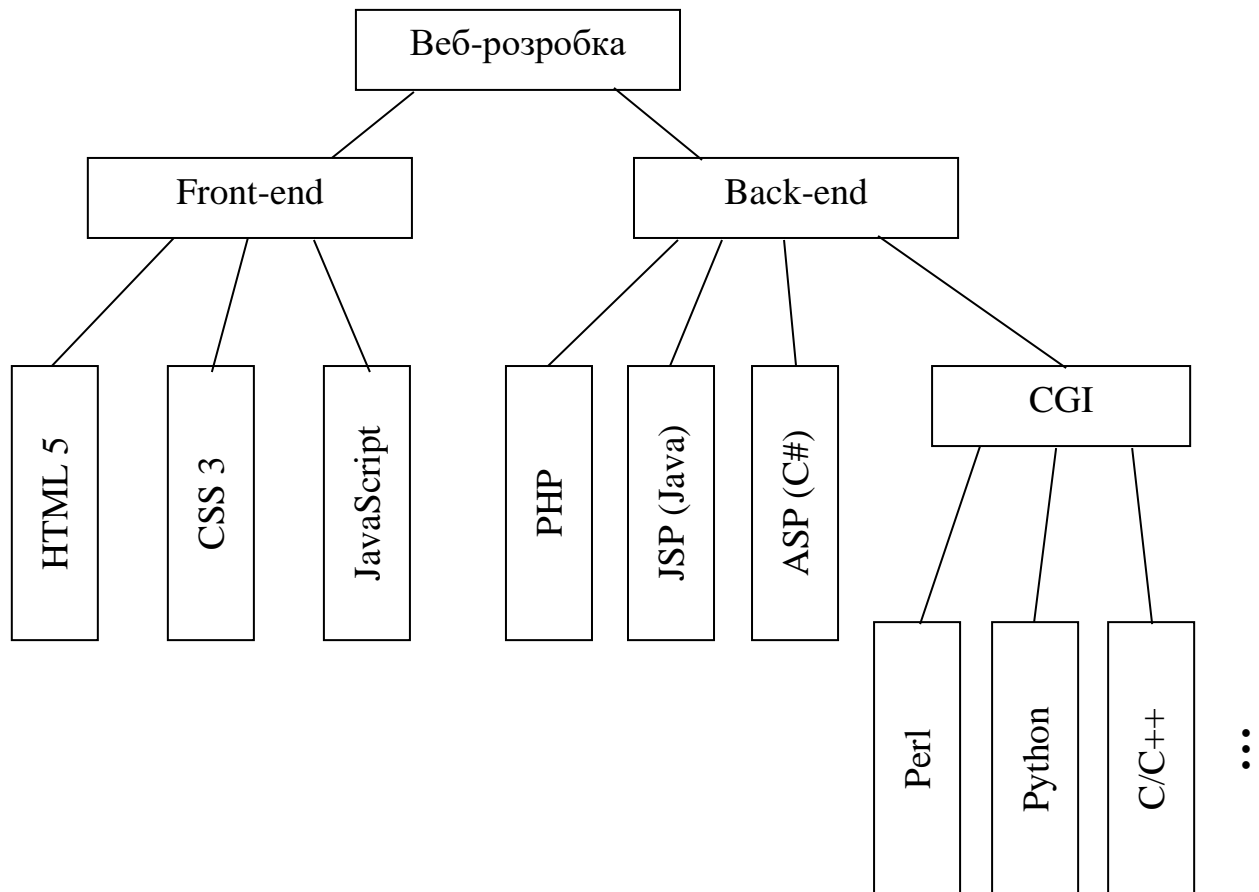 Веб-розробка
Front-end
Back-end
HTML 5
CSS 3
JavaScript
PHP
JSP (Java)
ASP (C#)
CGI
Perl
Python
C/C++
...